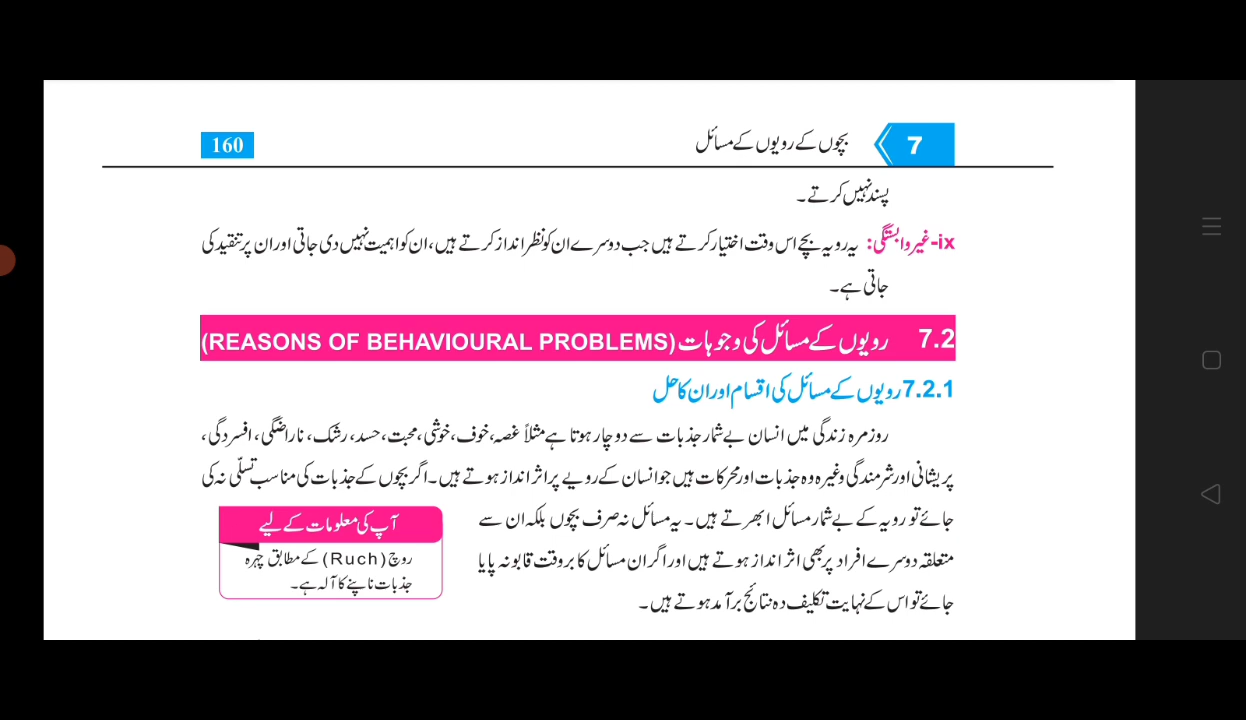 7 بچوں کے رویوں کے مسائل 160
پسند نہیں کرتے۔
ix- غیر وابستگی: یہ رویہ بچے اس وقت اختیار کرتے ہیں جب دوسرے ان کو نظر انداز کرتے ہیں، ان کو اہمیت نہیں دی جاتی اور ان پر تنقید کی
جاتی ہے۔
7.2 رویوں کے مسائل کی وجوہات (REASONS OF BEHAVIOURAL PROBLEMS)
7.2.1 رویوں کے مسائل کی اقسام اور ان کا حل
روزمرہ زندگی میں انسان بے شمار جذبات سے دوچار ہوتا ہے مثلاً غصہ، خوف، خوشی، محبت، حسد، رشک، ناراضگی، افسردگی،
پریشانی اور شرمندگی وغیرہ وہ جذبات اور محرکات ہیں جو انسان کے رویے پر اثر انداز ہوتے ہیں۔ اگر بچوں کے جذبات کی مناسب تسلّی نہ کی
جائے تو رویہ کے بے شمار مسائل ابھرتے ہیں۔ یہ مسائل نہ صرف بچوں بلکہ ان سے
متعلقہ دوسرے افراد پر بھی اثر انداز ہوتے ہیں اور اگر ان مسائل کا بروقت قابو نہ پایا
جائے تو اس کے نہایت تکلیف دہ نتائج برآمد ہوتے ہیں۔
آپ کی معلومات کے لیے
روچ (Ruch) کے مطابق چہرہ
جذبات ناپنے کا آلہ ہے۔